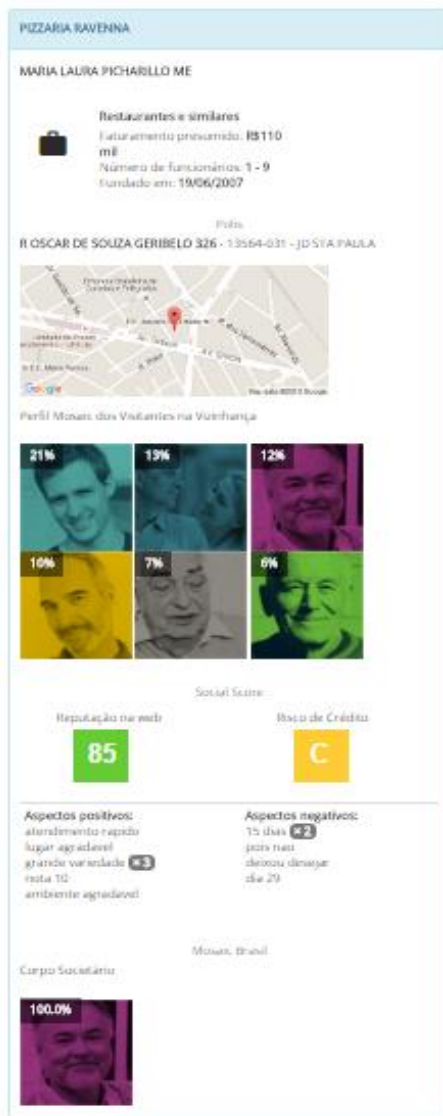 PIZZARIA RAVENNA
MARIA LAURA PICHARILLO ME
Restaurantes e similares
Faturamento presumido: R$110
mil
Número de funcionários: 1 - 9
Fundado em: 19/06/2007
R OSCAR DE SOUZA GERIBELO 326 - 13564-031 - JD STA PAULA
Google
Perfil Mosaic dos Visitantes na Vizinhança
21% 13% 12%
10% 7% 6%
Social Score
Reputação na web Risco de Crédito
85 C
Aspectos positivos: Aspectos negativos:
atendimento rapido 15 dias ×2
lugar agradavel pois nao
grande variedade ×3 deixou desejar
nota 10 dia 29
ambiente agradavel
Mosaic Brasil
Corpo Societário
100.0%